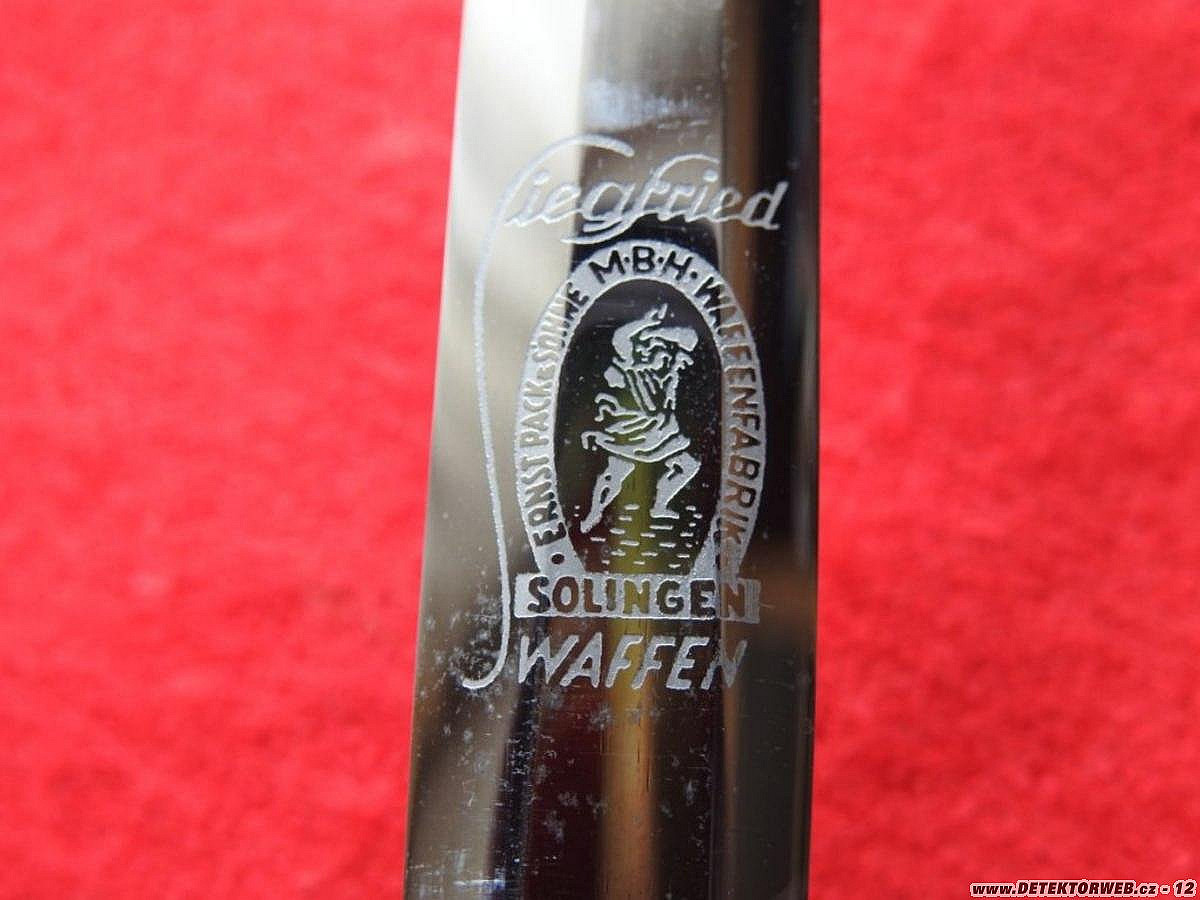 Siegfried
• ERNST PACK & SÖHNE M·B·H· WAFFENFABRIK •
SOLINGEN
WAFFEN
www.DETEKTORWEB.cz - 12